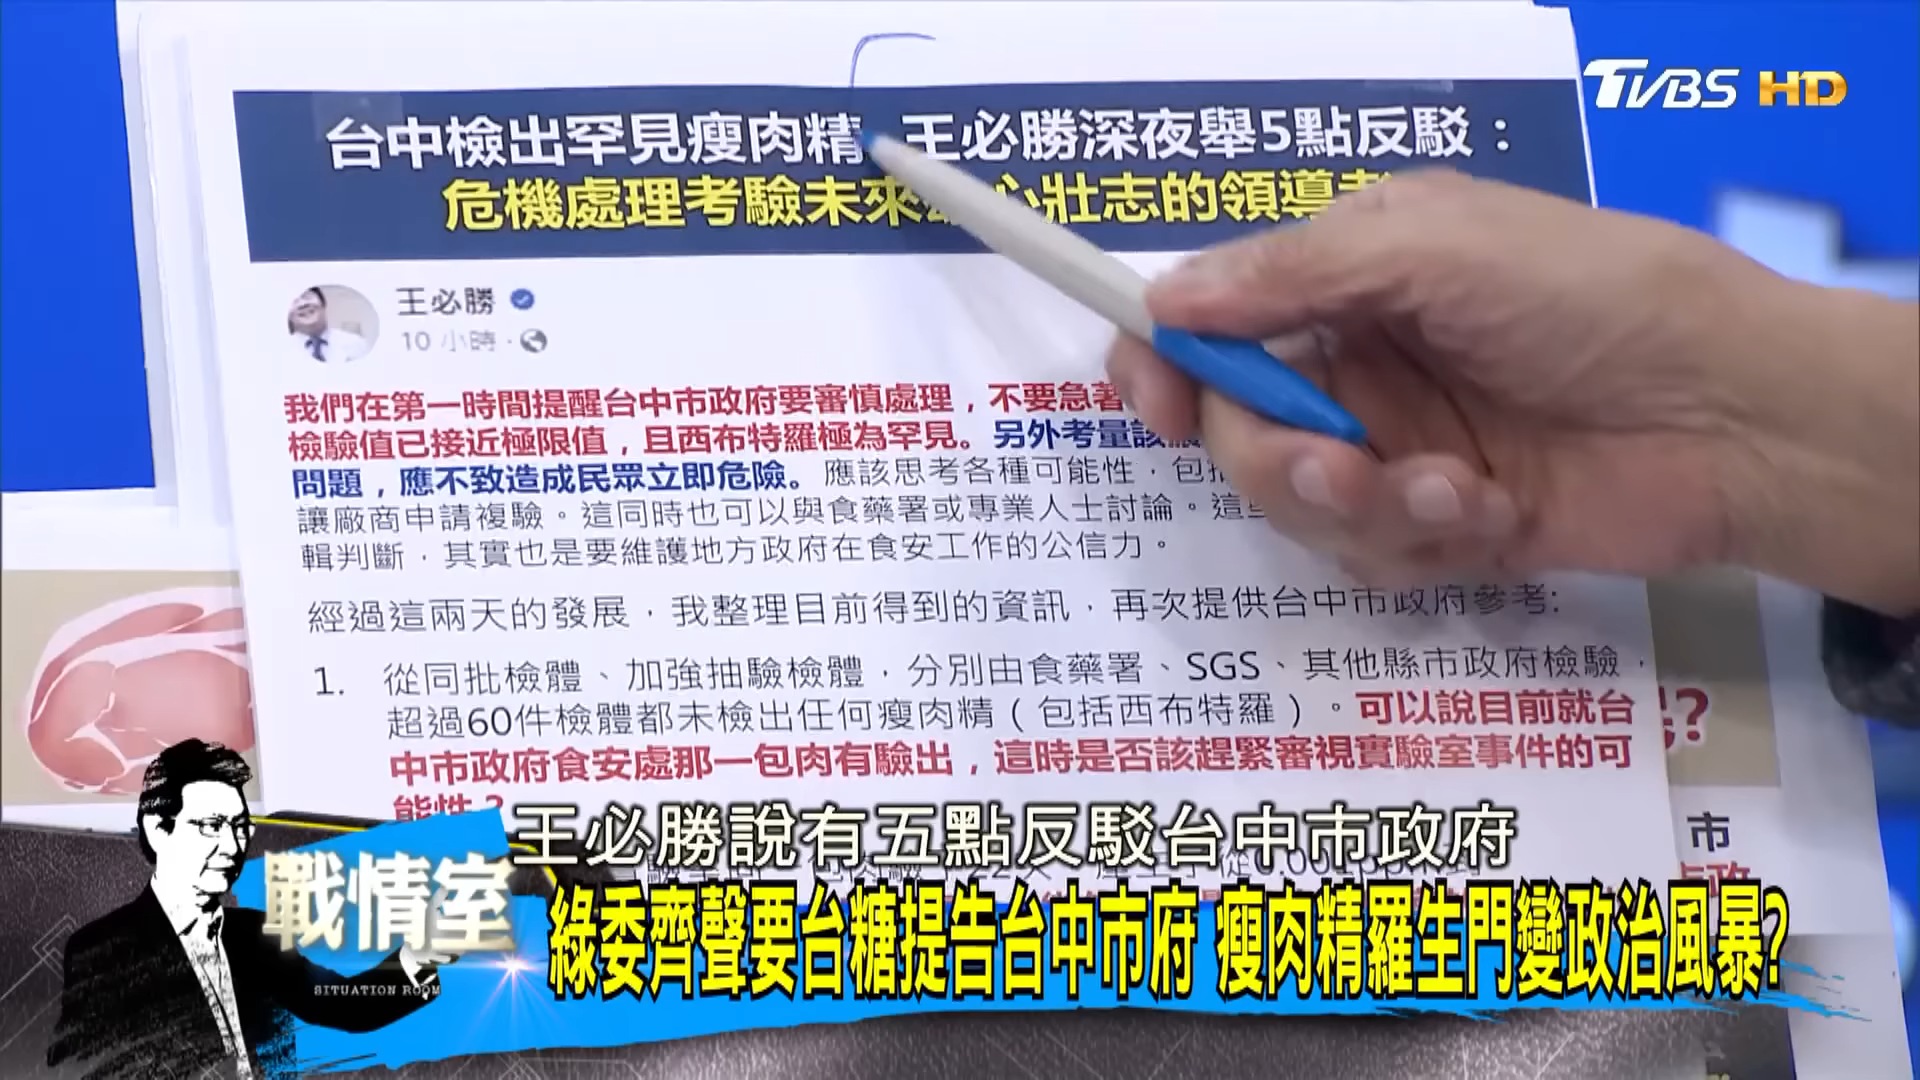 TVBS HD
台中檢出罕見瘦肉精 王必勝深夜舉5點反駁：
危機處理考驗未來 心壯志的領導
王必勝
10 小時
我們在第一時間提醒台中市政府要審慎處理，不要急著
檢驗值已接近極限值，且西布特羅極為罕見。另外考量該
問題，應不致造成民眾立即危險。應該思考各種可能性，包
讓廠商申請複驗。這同時也可以與食藥署或專業人士討論。這
輯判斷，其實也是要維護地方政府在食安工作的公信力。
經過這兩天的發展，我整理目前得到的資訊，再次提供台中市政府參考:
1. 從同批檢體、加強抽驗檢體，分別由食藥署、SGS、其他縣市政府檢驗，
超過60件檢體都未檢出任何瘦肉精（包括西布特羅）。可以說目前就台
中市政府食安處那一包肉有驗出，這時是否該趕緊審視實驗室事件的可
能性？
?
市
王必勝說有五點反駁台中市政府
戰情室
SITUATION ROOM
綠委齊聲要台糖提告台中市府 瘦肉精羅生門變政治風暴?